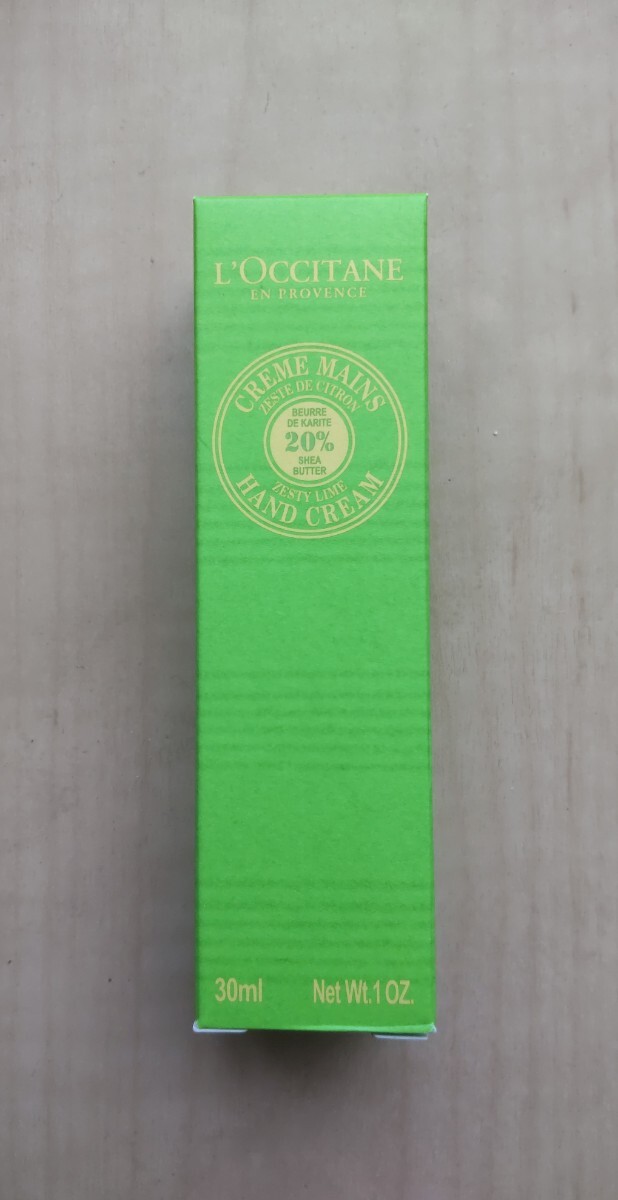 L'OCCITANE
EN PROVENCE
CREME MAINS
ZESTE DE CITRON
BEURRE
DE KARITE
20%
SHEA
BUTTER
ZESTY LIME
HAND CREAM
30ml Net Wt.1 OZ.